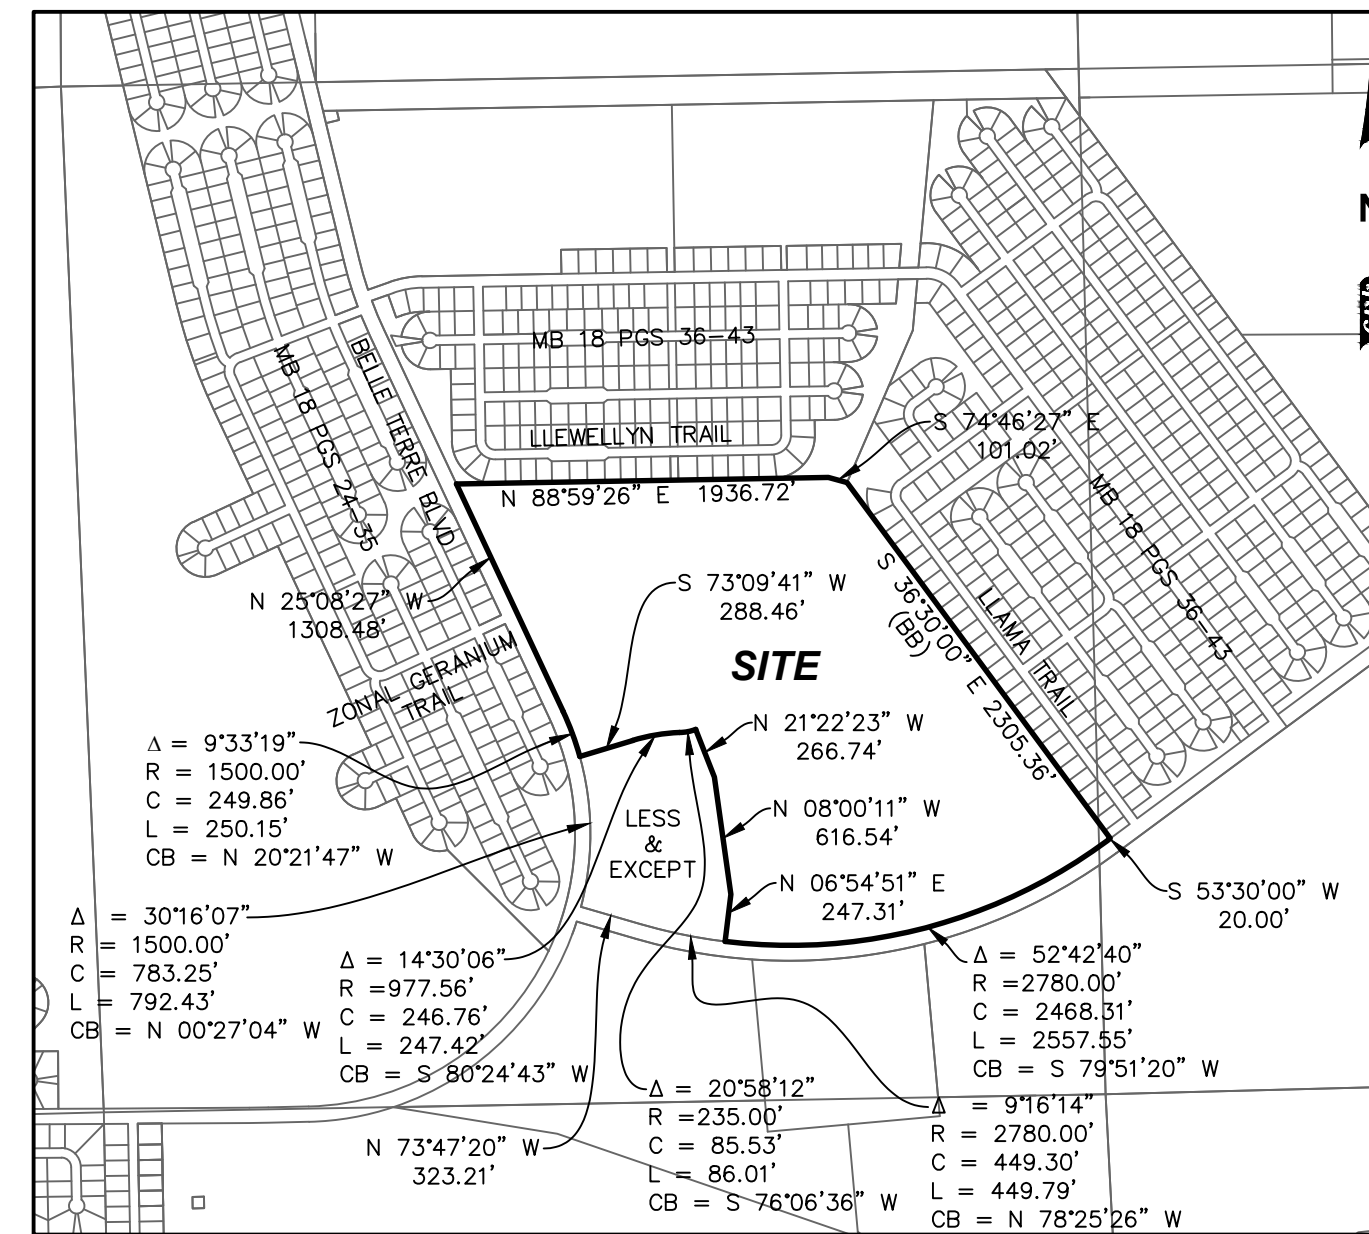 MB 18 PGS 36-43
BELLE TERRE BLVD
MB 18 PGS 24-35
LLEWELLYN TRAIL
S 74°46'27" E
101.02'
N 88°59'26" E 1936.72'
MB 18 PGS 36-43
S 36°30'00" E 2305.36'
(BB)
LLAMA TRAIL
N 25°08'27" W
1308.48'
S 73°09'41" W
288.46'
SITE
ZONAL GERANIUM
TRAIL
N 21°22'23" W
266.74'
Δ = 9°33'19"
R = 1500.00'
C = 249.86'
L = 250.15'
CB = N 20°21'47" W
LESS
&
EXCEPT
N 08°00'11" W
616.54'
N 06°54'51" E
247.31'
S 53°30'00" W
20.00'
Δ = 30°16'07"
R = 1500.00'
C = 783.25'
L = 792.43'
CB = N 00°27'04" W
Δ = 14°30'06"
R =977.56'
C = 246.76'
L = 247.42'
CB = S 80°24'43" W
Δ = 52°42'40"
R =2780.00'
C = 2468.31'
L = 2557.55'
CB = S 79°51'20" W
N 73°47'20" W
323.21'
Δ = 20°58'12"
R =235.00'
C = 85.53'
L = 86.01'
CB = S 76°06'36" W
Δ = 9°16'14"
R = 2780.00'
C = 449.30'
L = 449.79'
CB = N 78°25'26" W